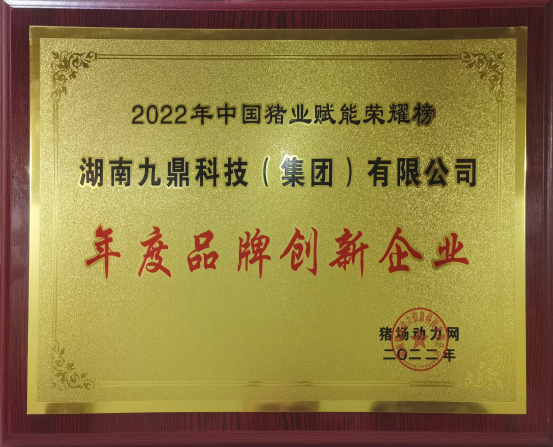 2022年中国猪业赋能荣耀榜
湖南九鼎科技（集团）有限公司
年度品牌创新企业
猪场动力网
二〇二二年